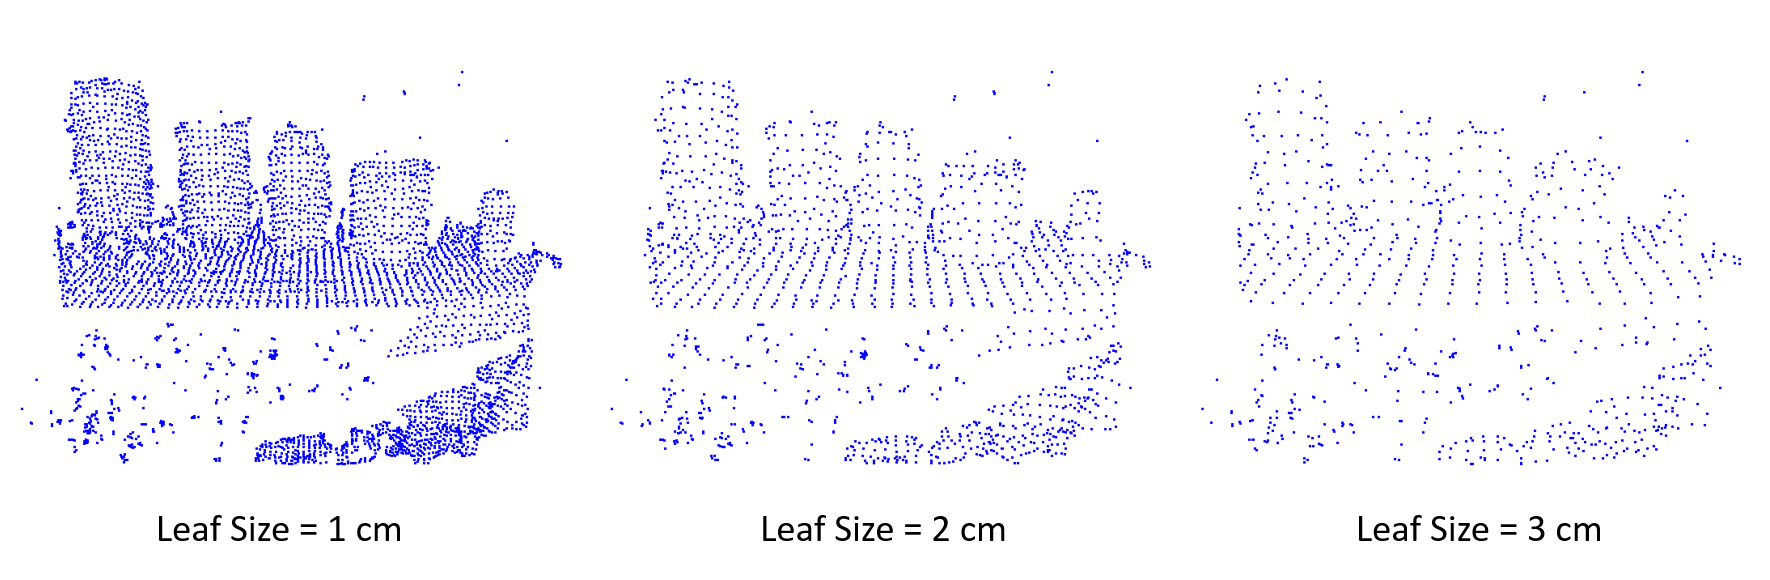 Leaf Size = 1 cm
Leaf Size = 2 cm
Leaf Size = 3 cm